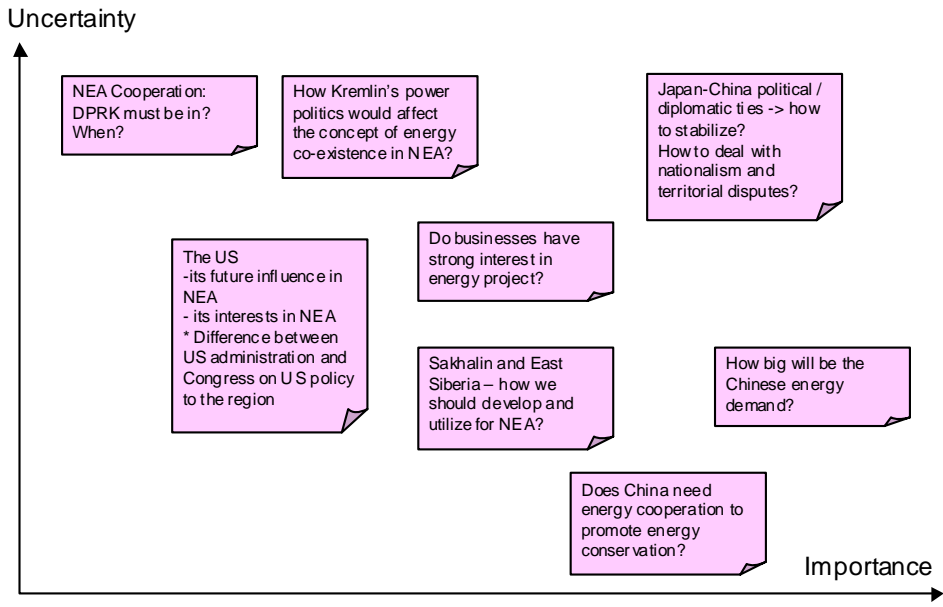 Uncertainty
NEA Cooperation:
DPRK must be in?
When?
How Kremlin's power
politics would affect
the concept of energy
co-existence in NEA?
Japan-China political /
diplomatic ties -> how
to stabilize?
How to deal with
nationalism and
territorial disputes?
The US
-its future influence in
NEA
- its interests in NEA
* Difference between
US administration and
Congress on US policy
to the region
Do businesses have
strong interest in
energy project?
Sakhalin and East
Siberia – how we
should develop and
utilize for NEA?
How big will be the
Chinese energy
demand?
Does China need
energy cooperation to
promote energy
conservation?
Importance